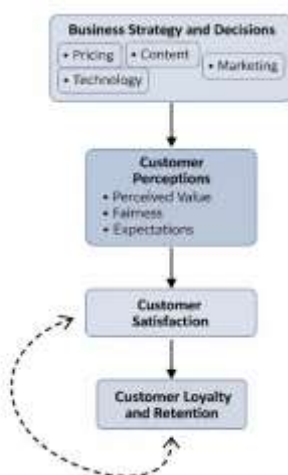 Business Strategy and Decisions
• Pricing
• Content
• Marketing
• Technology
Customer
Perceptions
• Perceived Value
• Fairness
• Expectations
Customer
Satisfaction
Customer Loyalty
and Retention